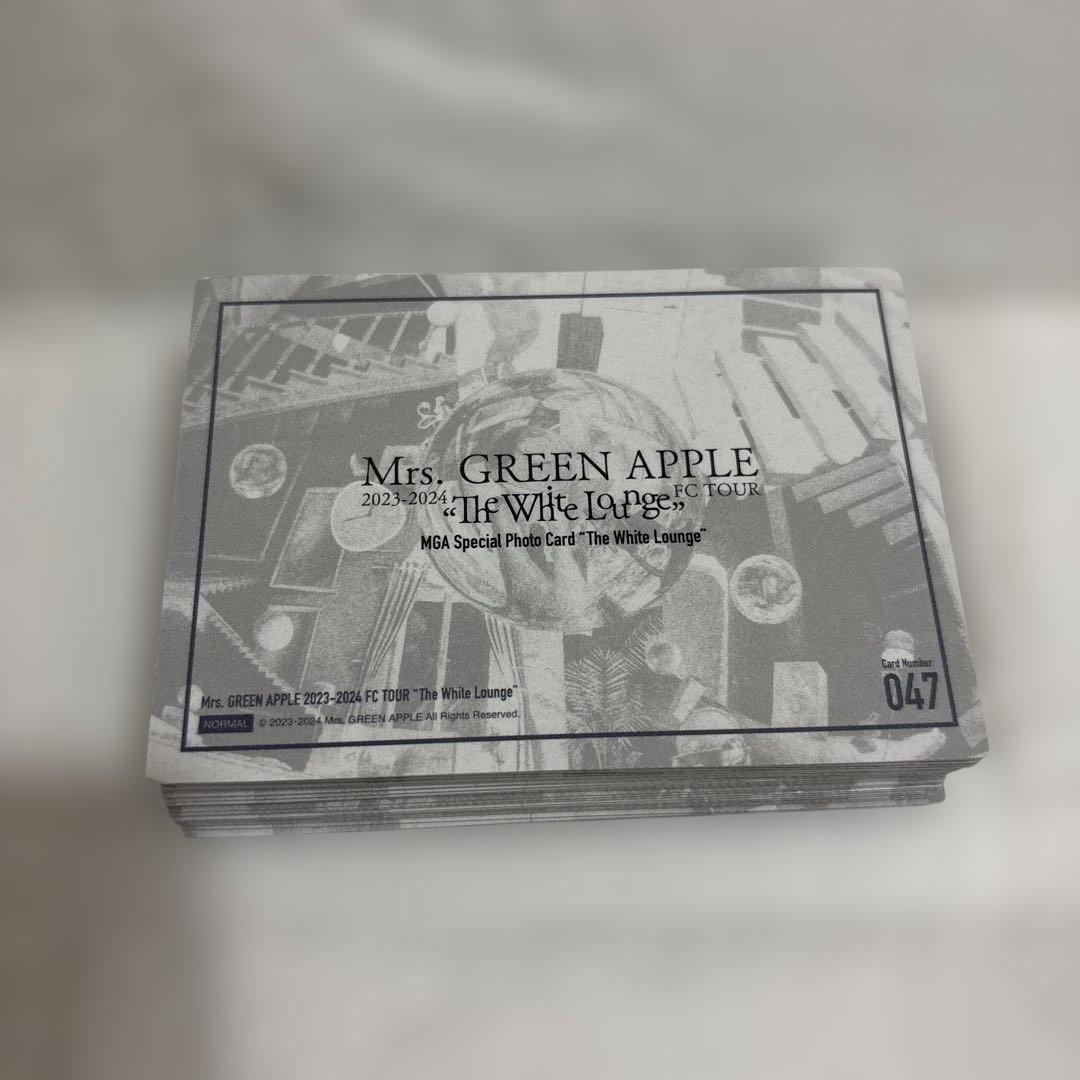 Mrs. GREEN APPLE
2023-2024 “The White Lounge” FC TOUR
MGA Special Photo Card “The White Lounge”
Card Number
047
Mrs. GREEN APPLE 2023-2024 FC TOUR “The White Lounge”
NORMAL © 2023-2024 Mrs. GREEN APPLE All Rights Reserved.